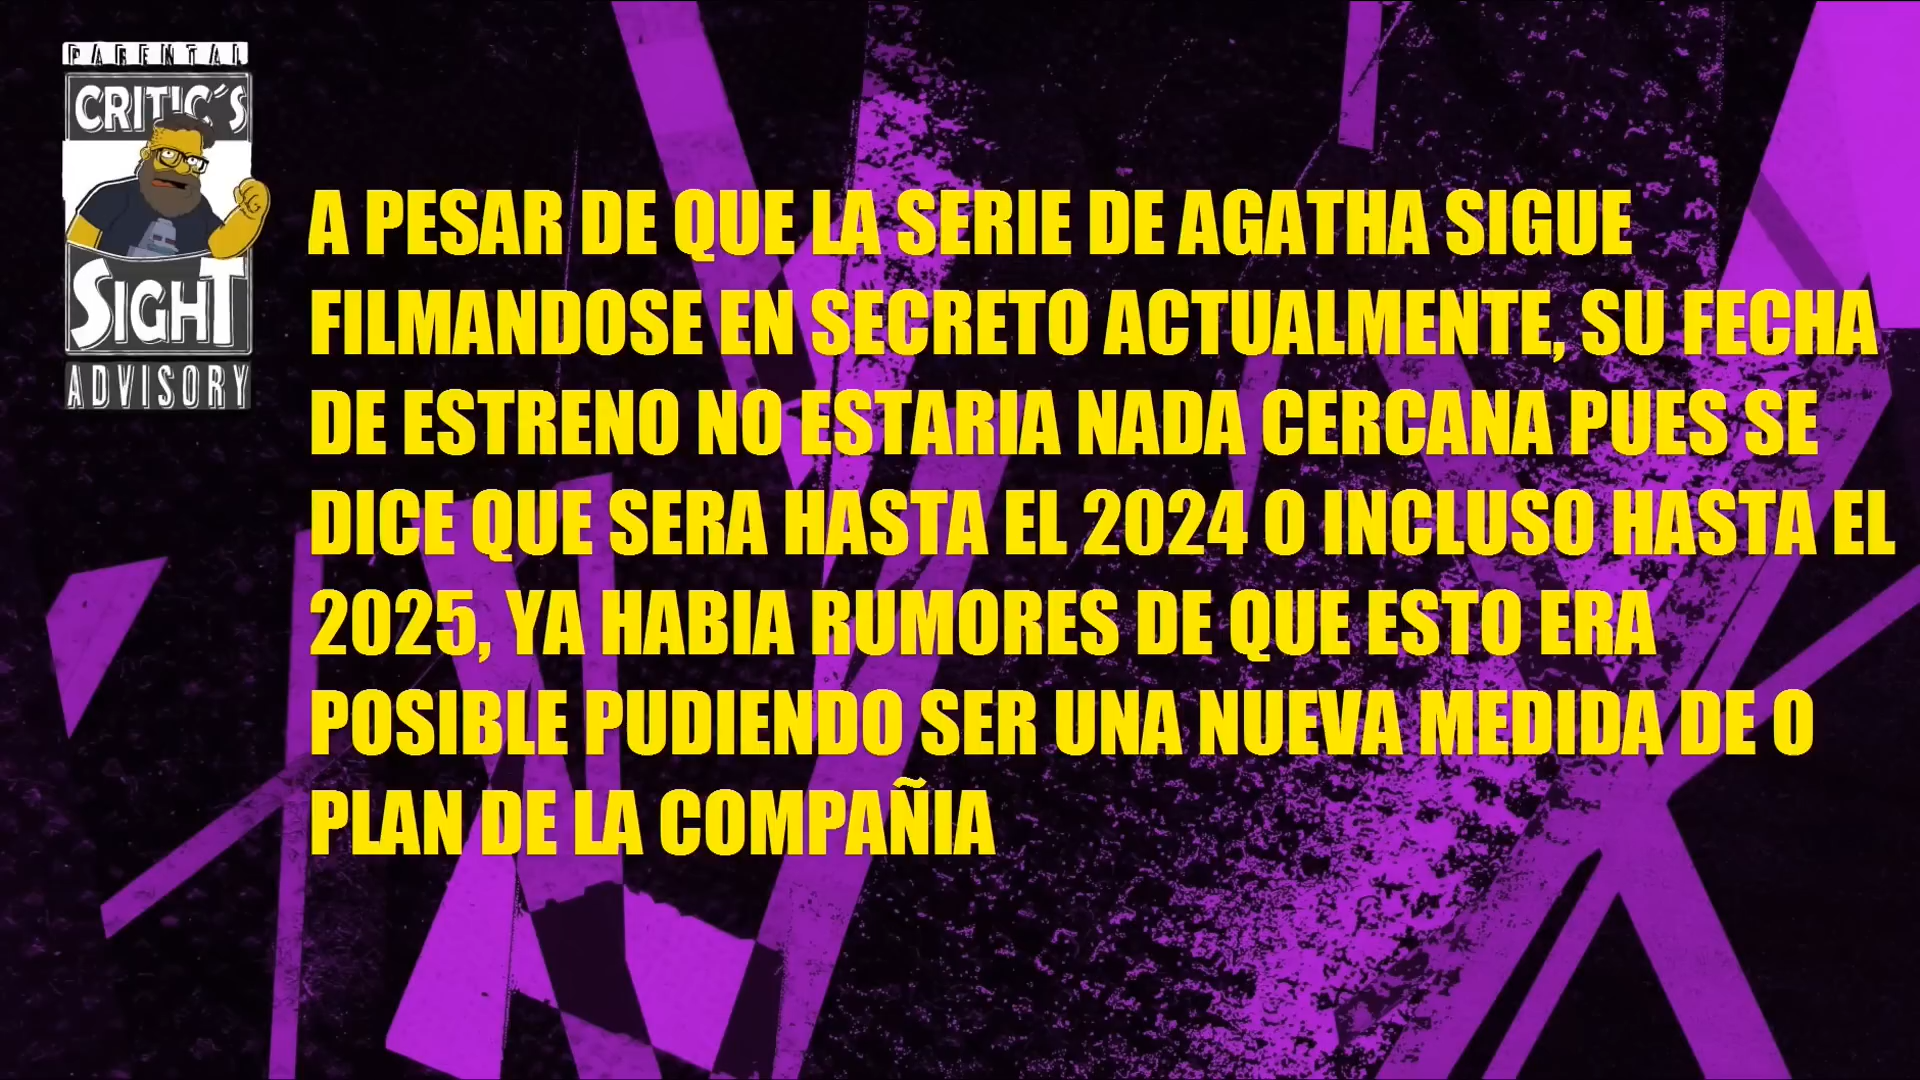 PARENTAL
CRITIC´S
SIGHT
ADVISORY
A PESAR DE QUE LA SERIE DE AGATHA SIGUE
FILMANDOSE EN SECRETO ACTUALMENTE, SU FECHA
DE ESTRENO NO ESTARIA NADA CERCANA PUES SE
DICE QUE SERA HASTA EL 2024 O INCLUSO HASTA EL
2025, YA HABIA RUMORES DE QUE ESTO ERA
POSIBLE PUDIENDO SER UNA NUEVA MEDIDA DE O
PLAN DE LA COMPAÑIA